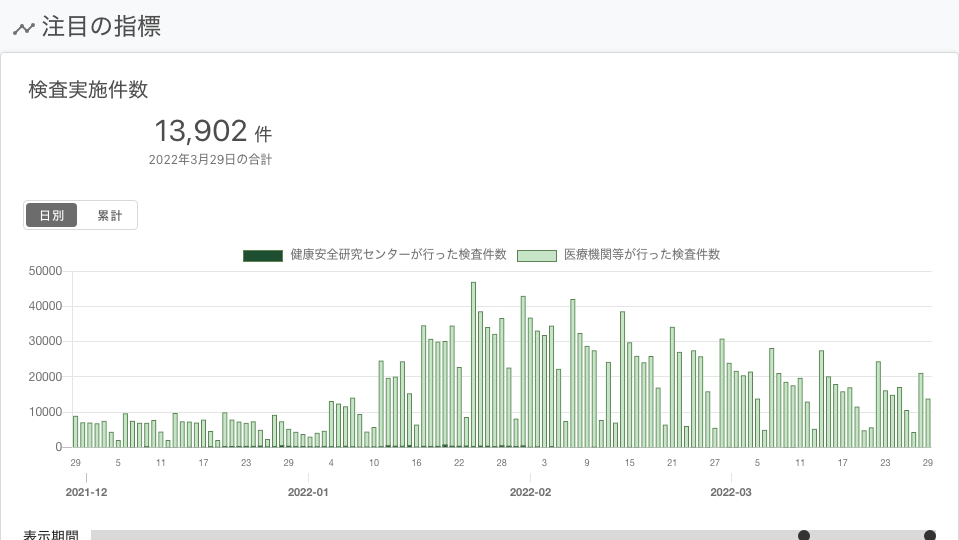 注目の指標
検査実施件数
13,902 件
2022年3月29日の合計
日別 累計
健康安全研究センターが行った検査件数 医療機関等が行った検査件数
50000
40000
30000
20000
10000
0
29 5 11 17 23 29 4 10 16 22 28 3 9 15 21 27 5 11 17 23 29
2021-12 2022-01 2022-02 2022-03
表示期間